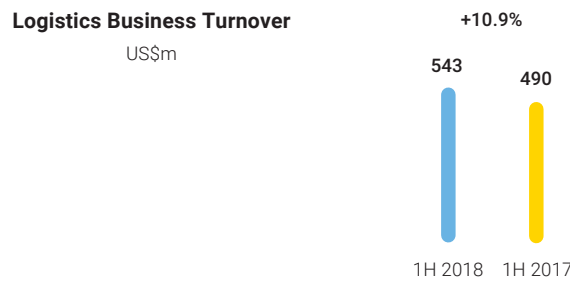 Logistics Business Turnover
US$m
+10.9%
543
490
1H 2018
1H 2017